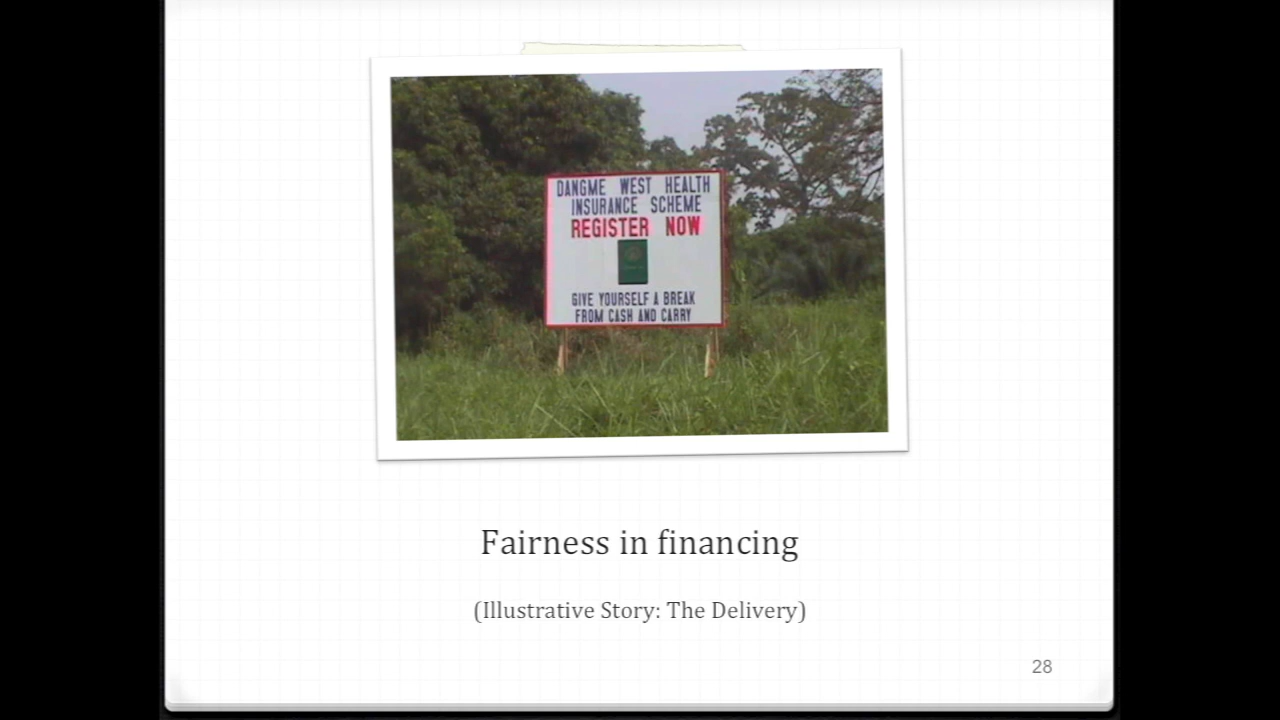 DANGME WEST HEALTH
INSURANCE SCHEME
REGISTER NOW
GIVE YOURSELF A BREAK
FROM CASH AND CARRY
Fairness in financing
(Illustrative Story: The Delivery)
28